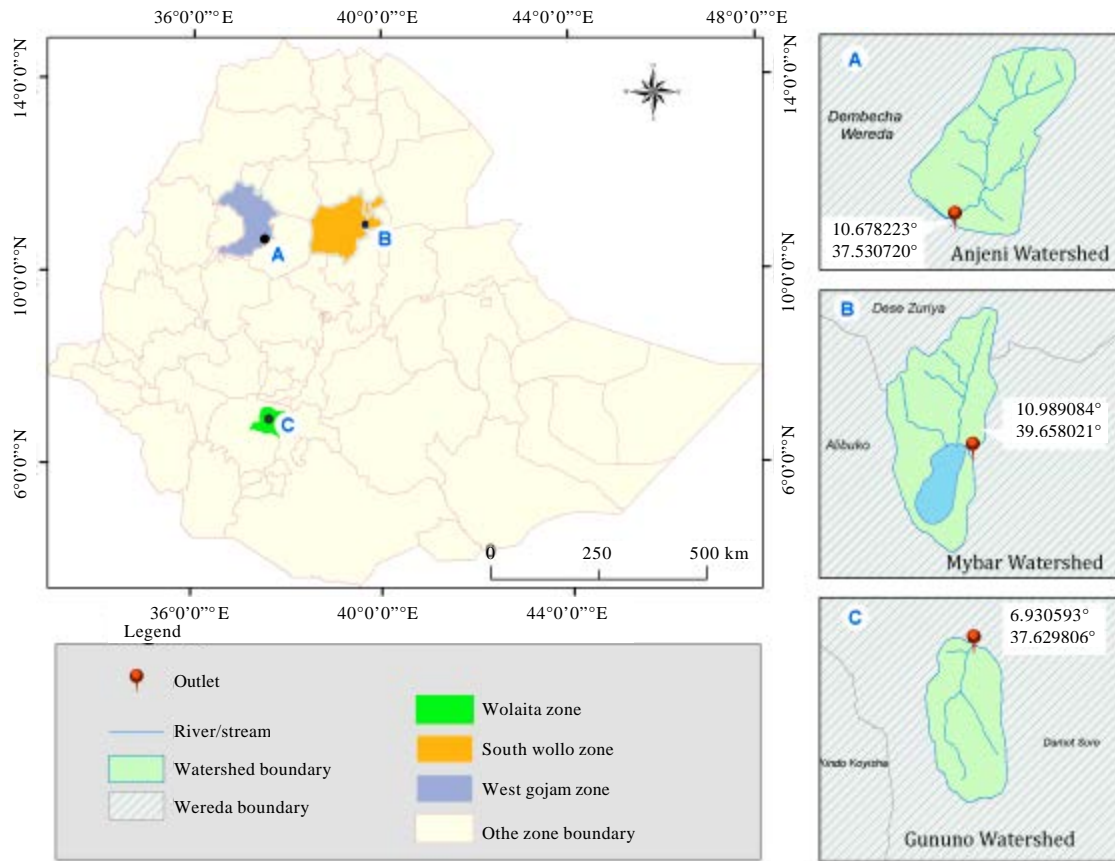 36°0’0”°E 40°0’0”°E 48°0’0”°E
14°0’0”°N
10°0’0”°N
6°0’0”°N
14°0’0”°N
10°0’0”°N
6°0’0”°N
A
B
C
0 250 500 km
36°0’0”°E 40°0’0”°E 44°0’0”°E
A
Dembecha
Wereda
10.678223°
37.530720°
Anjeni Watershed
B
Dese Zuriya
10.989084°
39.658021°
Alibuko
Mybar Watershed
C
6.930593°
37.629806°
Damot Sore
Kindo Koyisha
Gununo Watershed
Legend
Outlet
River/stream
Watershed boundary
Wereda boundary
Wolaita zone
South wollo zone
West gojam zone
Othe zone boundary